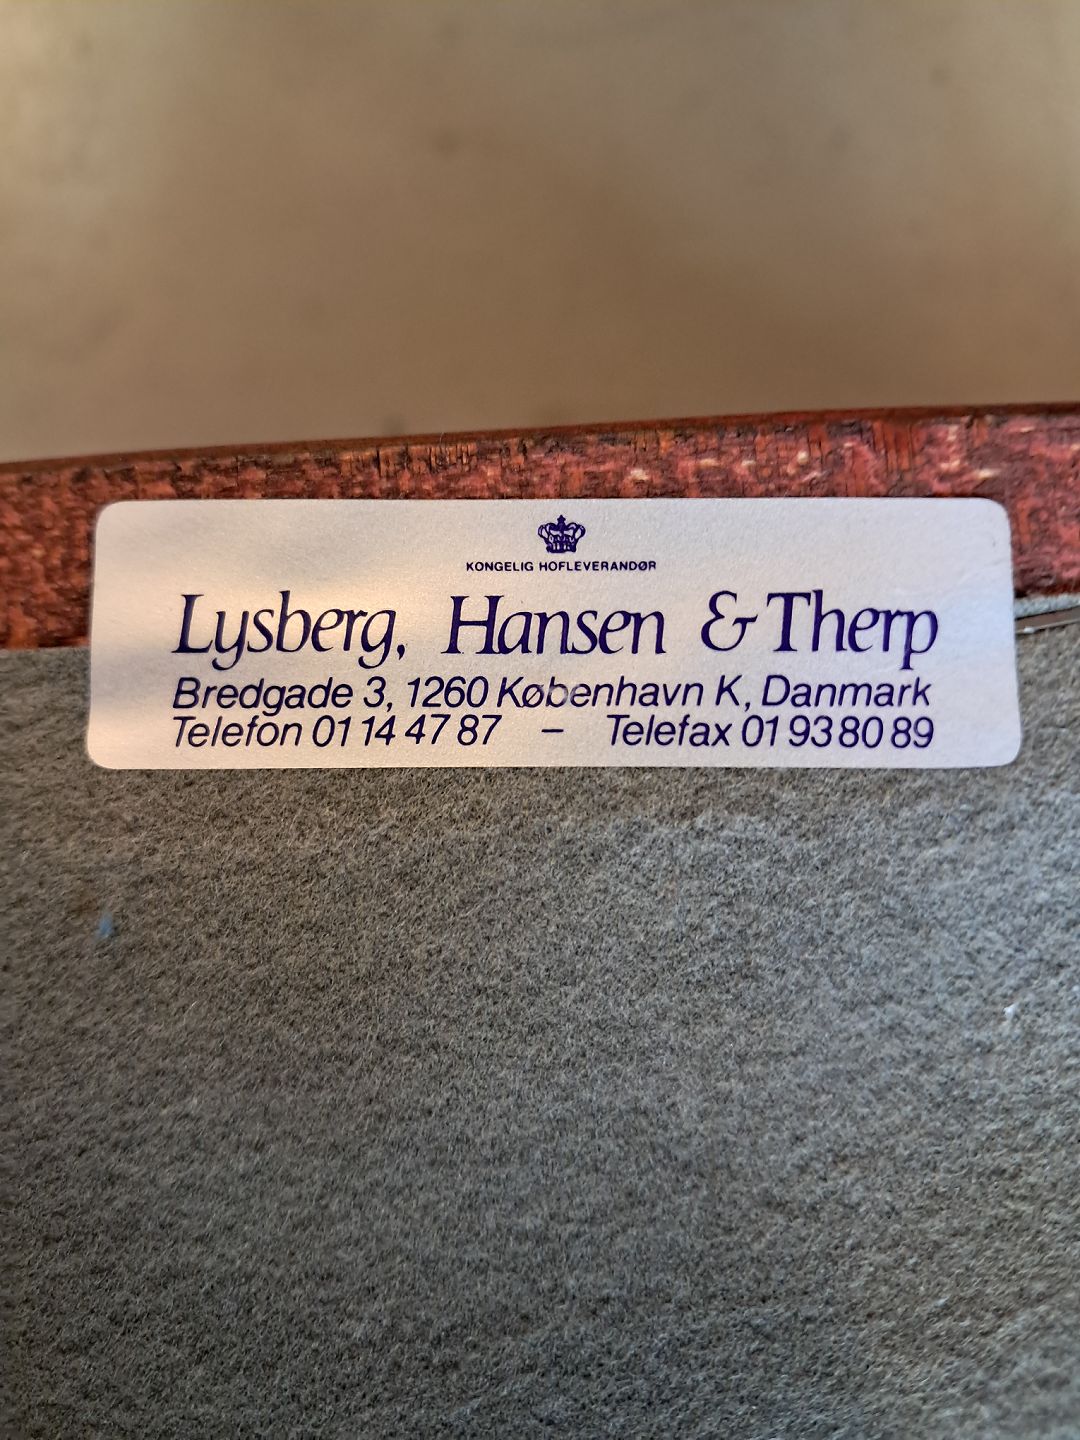 KONGELIG HOFLEVERANDØR
Lysberg, Hansen & Therp
Bredgade 3, 1260 København K, Danmark
Telefon 01 14 47 87 – Telefax 01 93 80 89